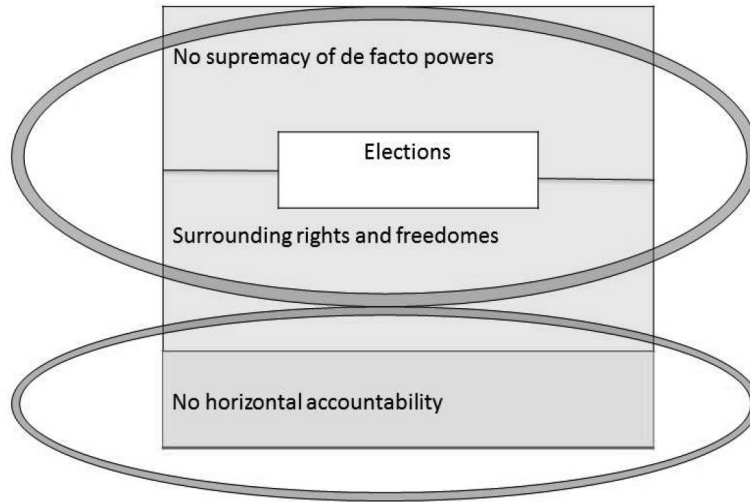 No supremacy of de facto powers
Elections
Surrounding rights and freedomes
No horizontal accountability